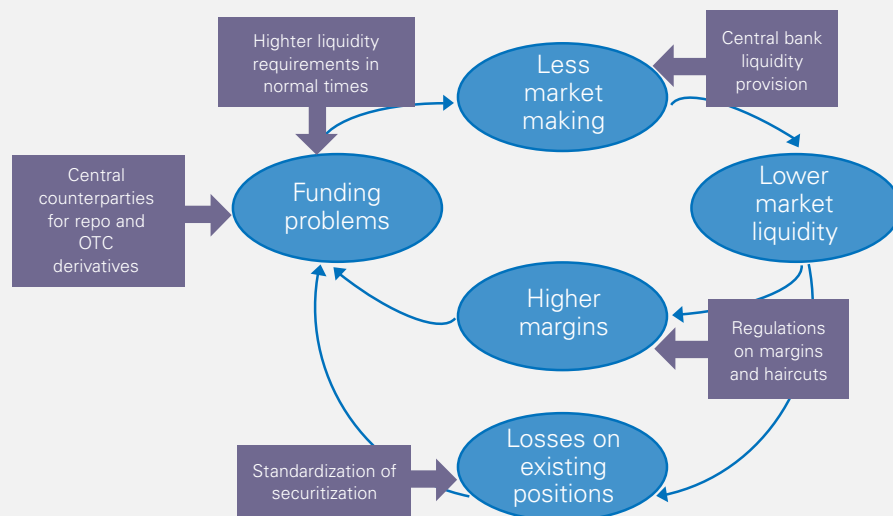 Highter liquidity
requirements in
normal times
Less
market
making
Central bank
liquidity
provision
Central
counterparties
for repo and
OTC
derivatives
Funding
problems
Lower
market
liquidity
Higher
margins
Regulations
on margins
and haircuts
Standardization of
securitization
Losses on
existing
positions